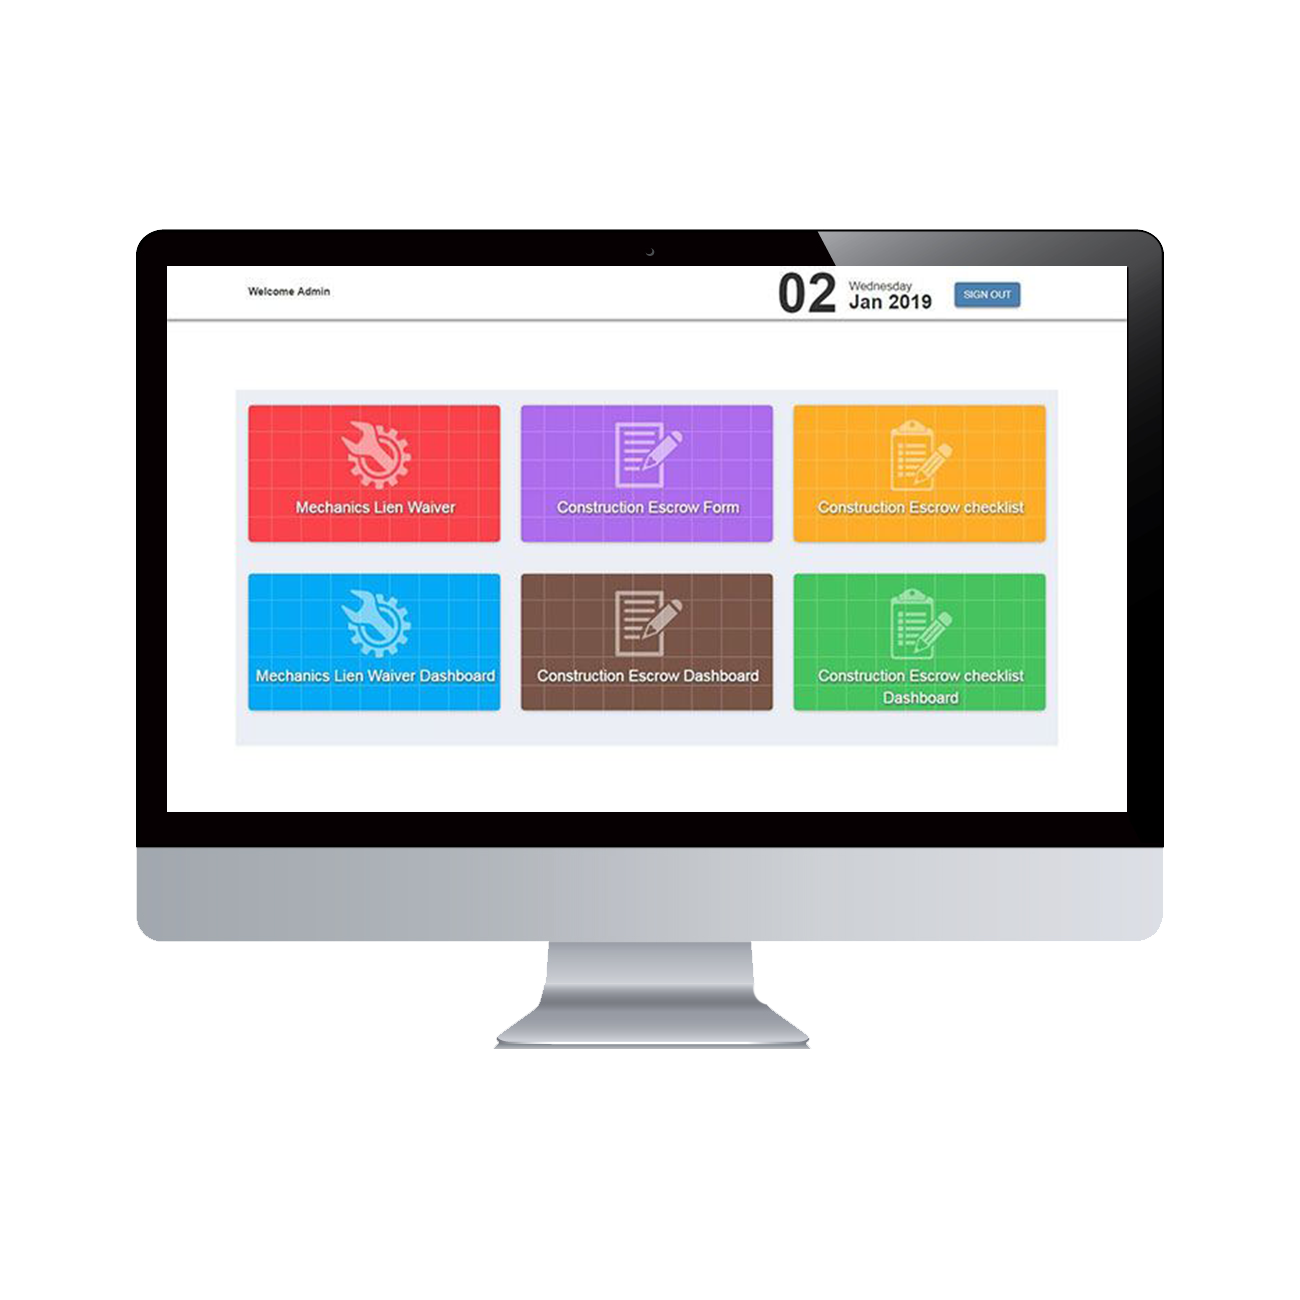 Welcome Admin
02
Wednesday
Jan 2019
SIGN OUT
Mechanics Lien Waiver
Construction Escrow Form
Construction Escrow checklist
Mechanics Lien Waiver Dashboard
Construction Escrow Dashboard
Construction Escrow checklist
Dashboard